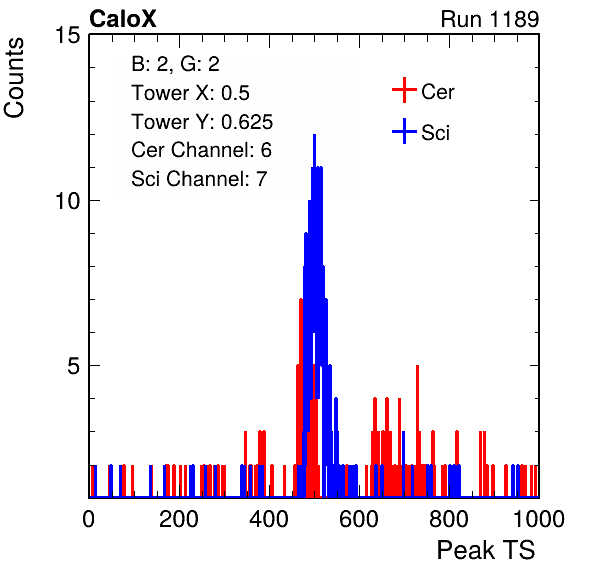 CaloX Run 1189
Counts
15
10
5
B: 2, G: 2
Tower X: 0.5
Tower Y: 0.625
Cer Channel: 6
Sci Channel: 7
Cer
Sci
0 200 400 600 800 1000
Peak TS